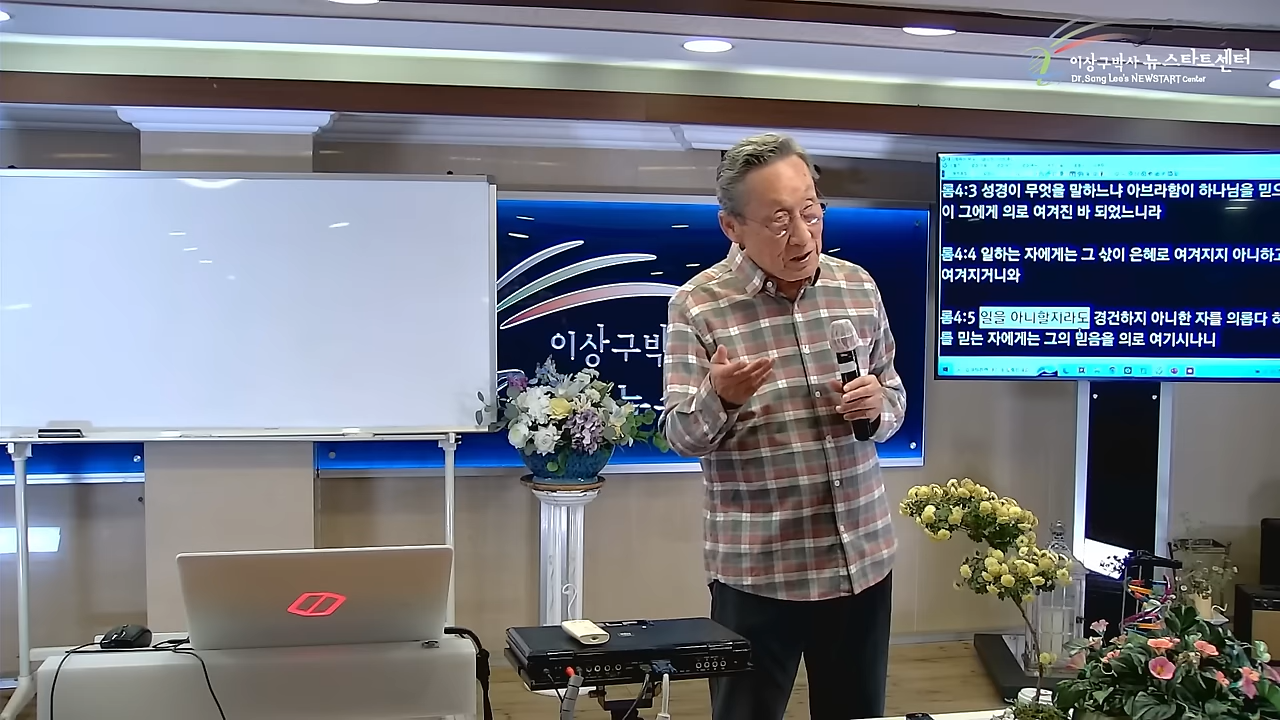 이상구박사 뉴스타트센터
Dr.Sang Lee's NEWSTART Center
롬4:3 성경이 무엇을 말하느냐 아브라함이 하나님을
이 그에게 의로 여겨진 바 되었느니라
롬4:4 일하는 자에게는 그 삯이 은혜로 여겨지지 아니하고
여겨지거니와
롬4:5 일을 아니할지라도 경건하지 아니한 자를 의롭다
를 믿는 자에게는 그의 믿음을 의로 여기시나니
이상구